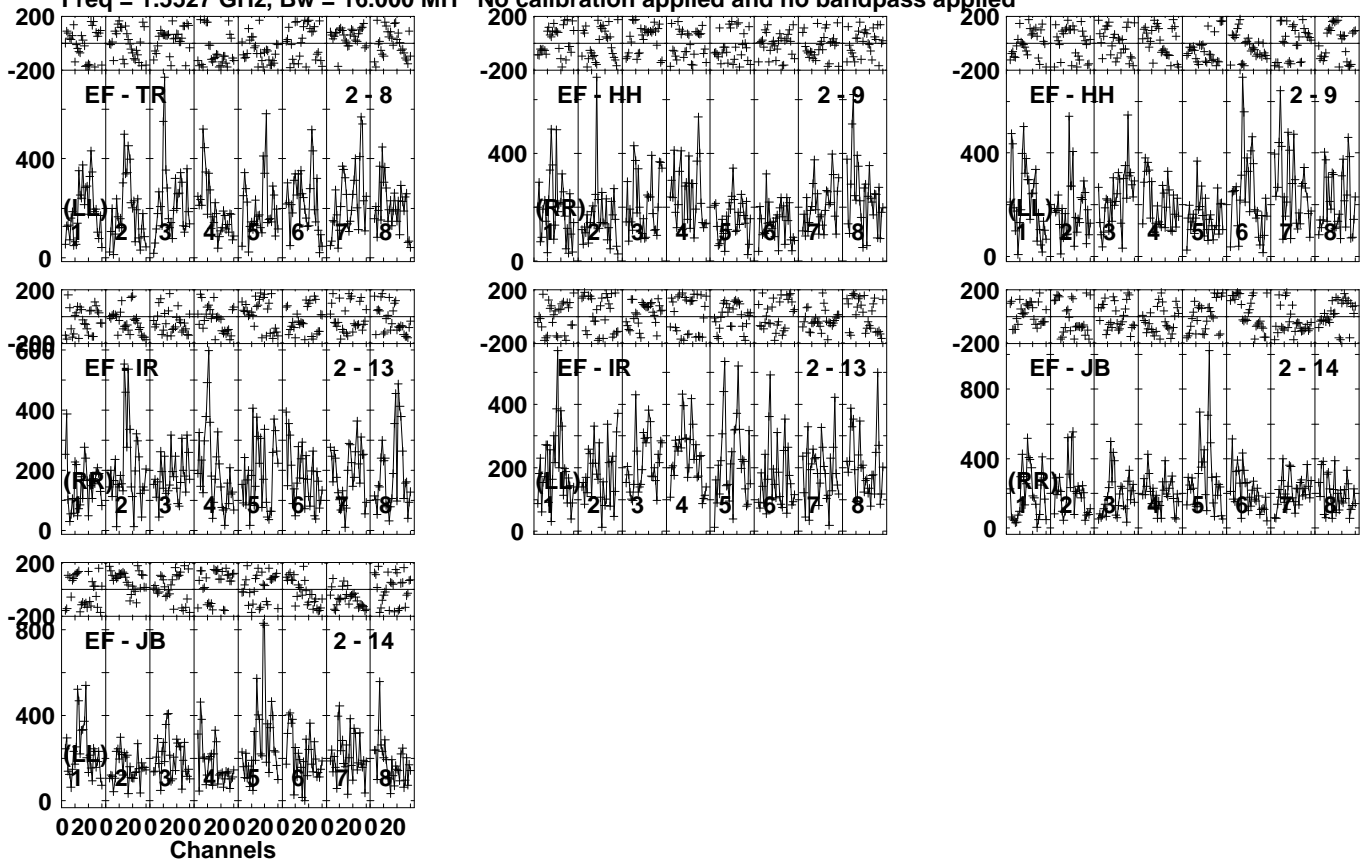 Freq = 1.5527 GHz, Bw = 16.000 MH No calibration applied and no bandpass applied
200
-200
EF - TR 2 - 8
400
(LL)
1 2 3 4 5 6 7 8
0
200
-200
EF - HH 2 - 9
400
(RR)
1 2 3 4 5 6 7 8
0
200
-200
EF - HH 2 - 9
400
(LL)
1 2 3 4 5 6 7 8
0
200
-200
600
EF - IR 2 - 13
400
200
(RR)
1 2 3 4 5 6 7 8
0
200
-200
EF - IR 2 - 13
400
200
(LL)
1 2 3 4 5 6 7 8
0
200
-200
EF - JB 2 - 14
800
400
(RR)
1 2 3 4 5 6 7 8
0
200
-200
800
EF - JB 2 - 14
400
(LL)
1 2 3 4 5 6 7 8
0
0 20 0 20 0 20 0 20 0 20 0 20 0 20 0 20
Channels